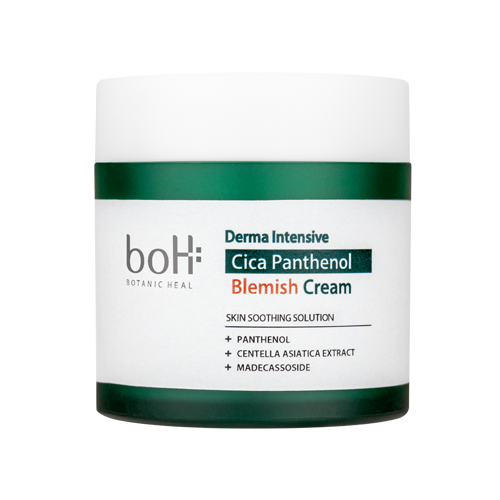 boH:
BOTANIC HEAL
Derma Intensive
Cica Panthenol
Blemish Cream
SKIN SOOTHING SOLUTION
+ PANTHENOL
+ CENTELLA ASIATICA EXTRACT
+ MADECASSOSIDE